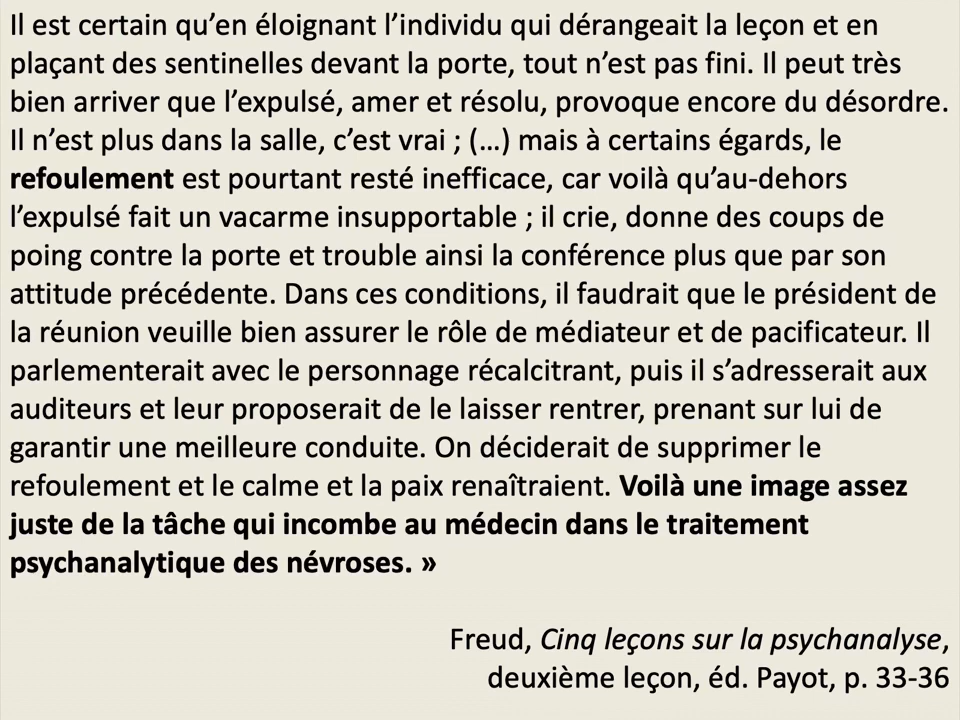 Il est certain qu’en éloignant l’individu qui dérangeait la leçon et en
plaçant des sentinelles devant la porte, tout n’est pas fini. Il peut très
bien arriver que l’expulsé, amer et résolu, provoque encore du désordre.
Il n’est plus dans la salle, c’est vrai ; (…) mais à certains égards, le
refoulement est pourtant resté inefficace, car voilà qu’au-dehors
l’expulsé fait un vacarme insupportable ; il crie, donne des coups de
poing contre la porte et trouble ainsi la conférence plus que par son
attitude précédente. Dans ces conditions, il faudrait que le président de
la réunion veuille bien assurer le rôle de médiateur et de pacificateur. Il
parlementerait avec le personnage récalcitrant, puis il s’adresserait aux
auditeurs et leur proposerait de le laisser rentrer, prenant sur lui de
garantir une meilleure conduite. On déciderait de supprimer le
refoulement et le calme et la paix renaîtraient. Voilà une image assez
juste de la tâche qui incombe au médecin dans le traitement
psychanalytique des névroses. »
Freud, Cinq leçons sur la psychanalyse,
deuxième leçon, éd. Payot, p. 33-36